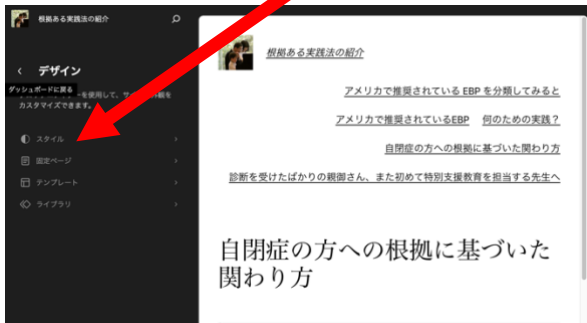 根拠ある実践法の紹介
デザイン
ダッシュボードに戻る
を使用して、サ
カスタマイズできます。
観を
スタイル
固定ページ
テンプレート
ライブラリ
根拠ある実践法の紹介
アメリカで推奨されている EBP を分類してみると
アメリカで推奨されているEBP 何のための実践？
自閉症の方への根拠に基づいた関わり方
診断を受けたばかりの親御さん、また初めて特別支援教育を担当する先生へ
自閉症の方への根拠に基づいた
関わり方